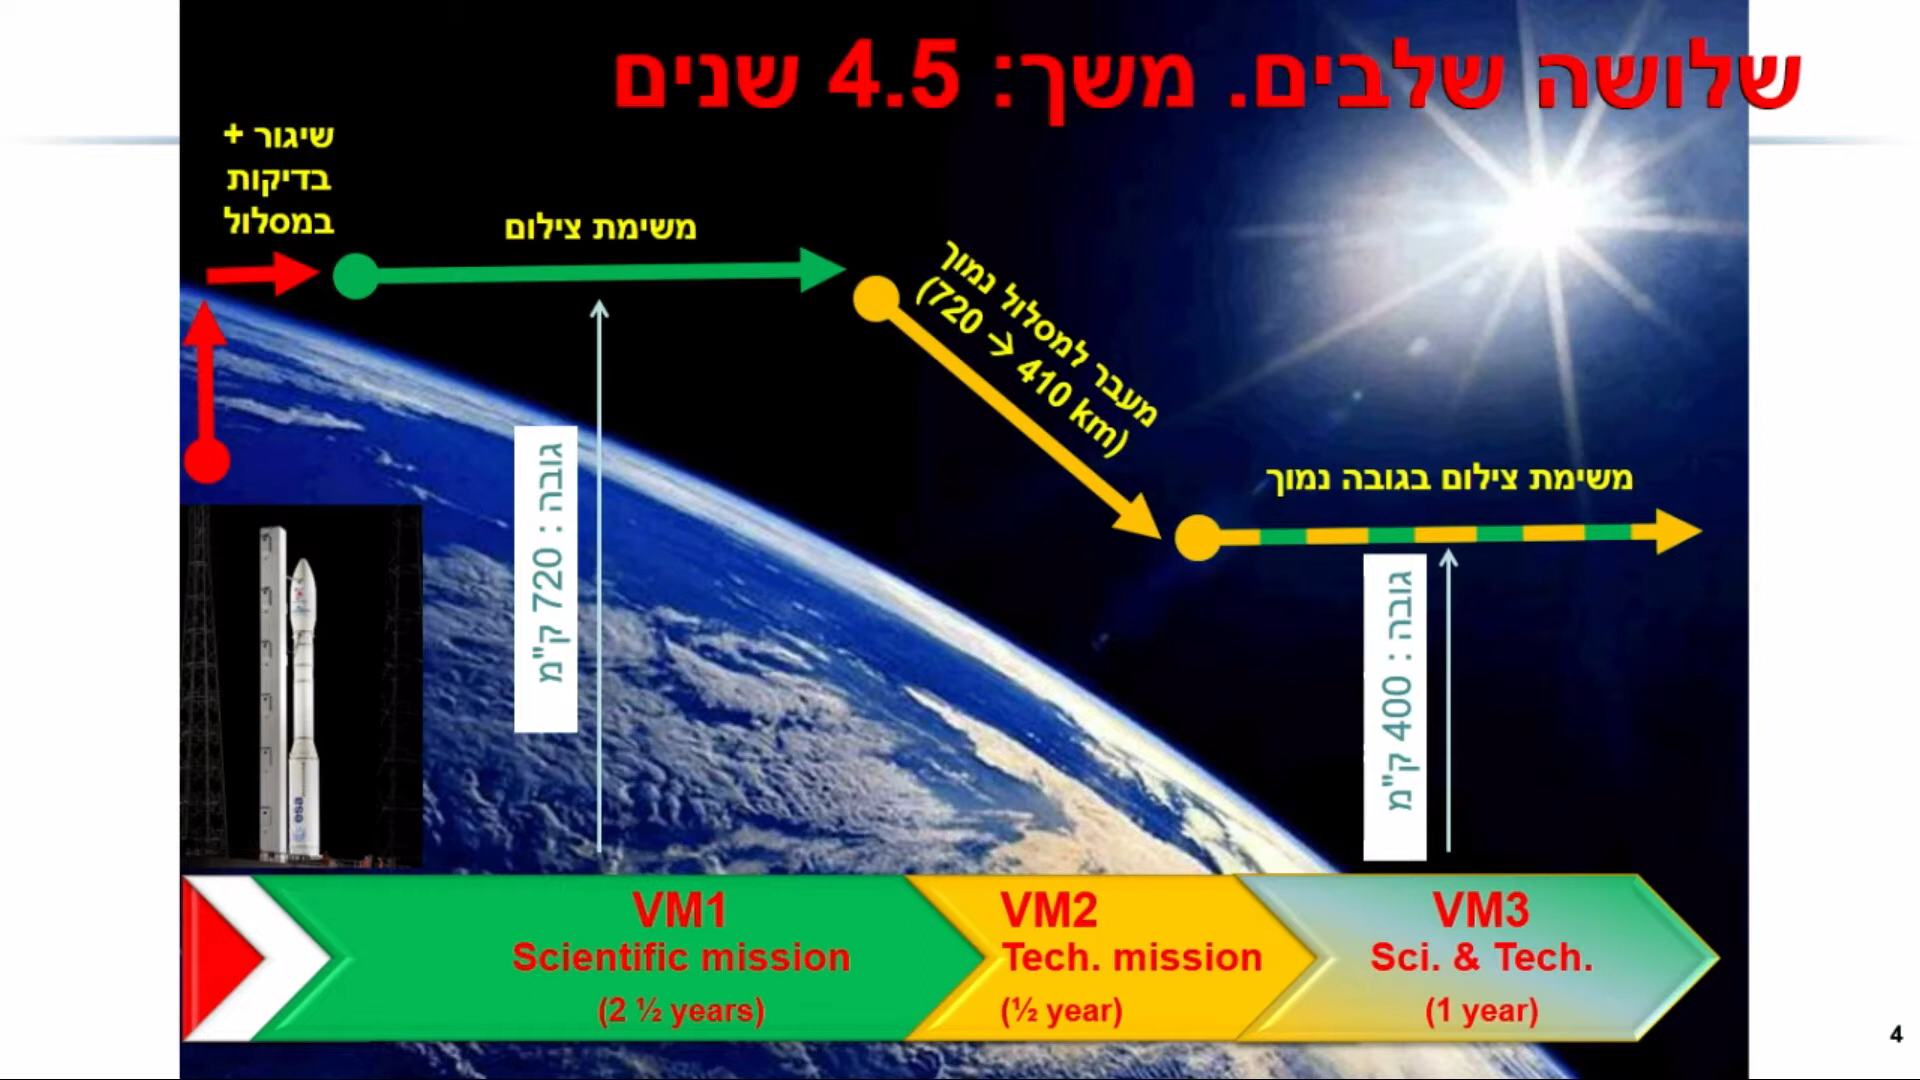 שלושה שלבים. משך: 4.5 שנים
שיגור +
בדיקות
במסלול
משימת צילום
מעבר למסלול נמוך
(720 → 410 km)
משימת צילום בגובה נמוך
גובה : 720 ק"מ
גובה : 400 ק"מ
esa
VM1
Scientific mission
(2 ½ years)
VM2
Tech. mission
(½ year)
VM3
Sci. & Tech.
(1 year)
4